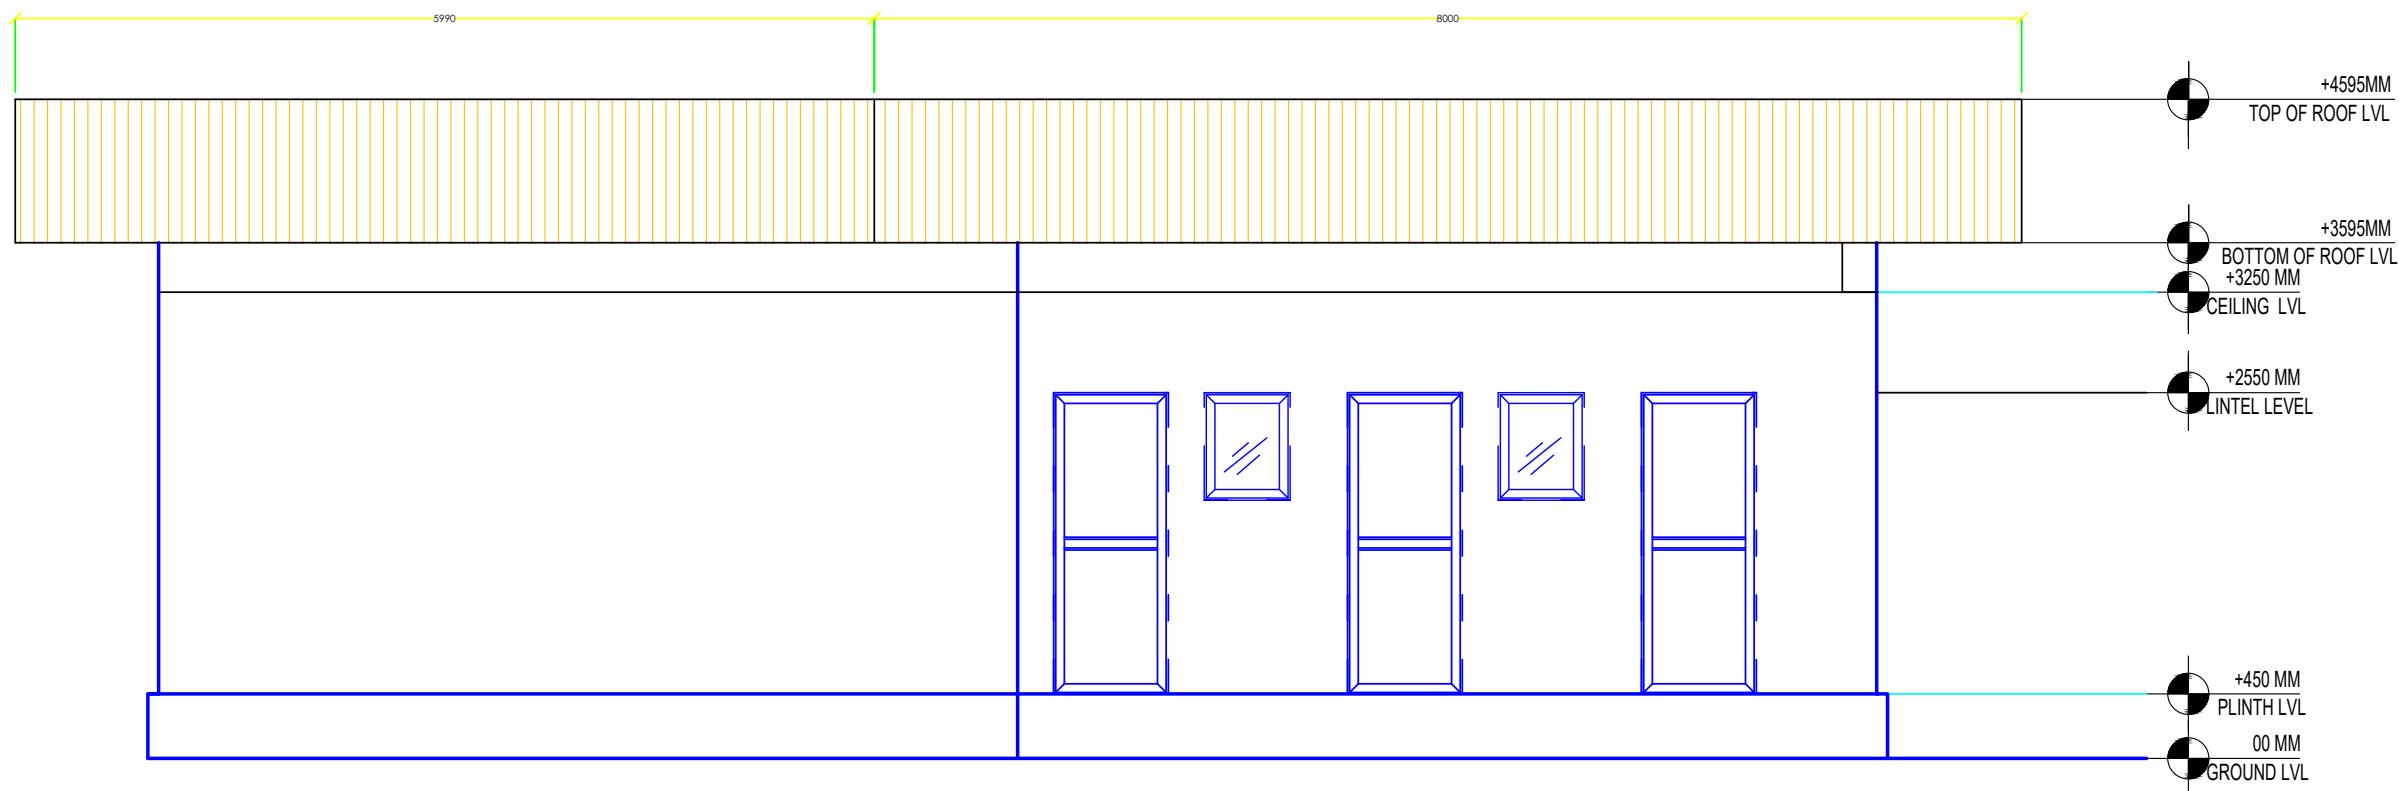 5990
8000
+4595MM
TOP OF ROOF LVL
+3595MM
BOTTOM OF ROOF LVL
+3250 MM
CEILING LVL
+2550 MM
LINTEL LEVEL
+450 MM
PLINTH LVL
00 MM
GROUND LVL